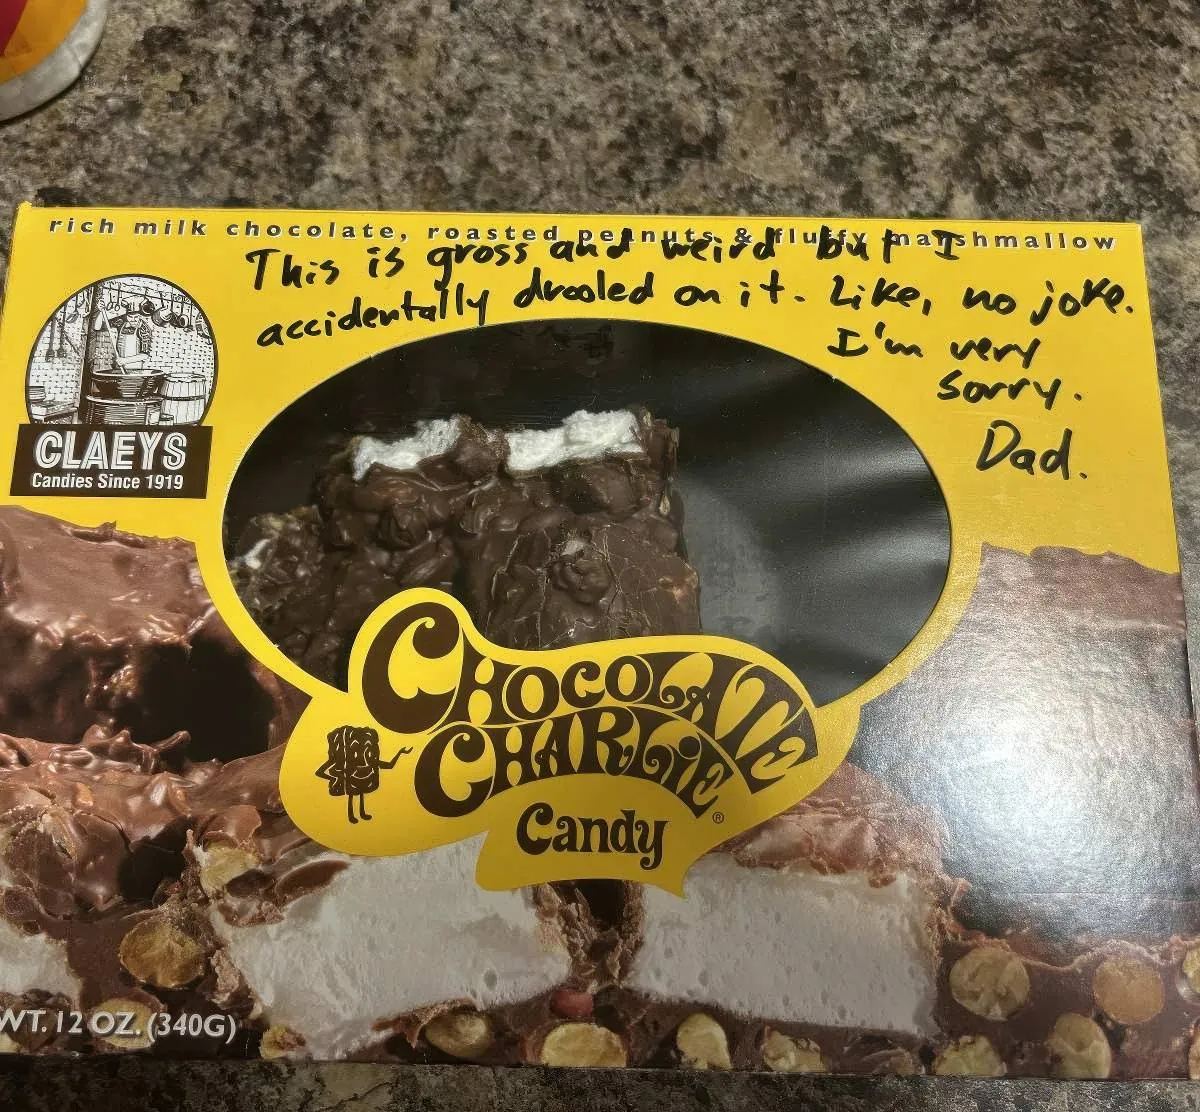 rich milk chocolate, roasted peanuts & fluffy marshmallow
This is gross and weird but I
accidentally drooled on it. Like, no joke.
I'm very
sorry.
Dad.
CLAEYS
Candies Since 1919
CHOCOLATE
CHARLIE®
Candy
WT. 12 OZ. (340G)